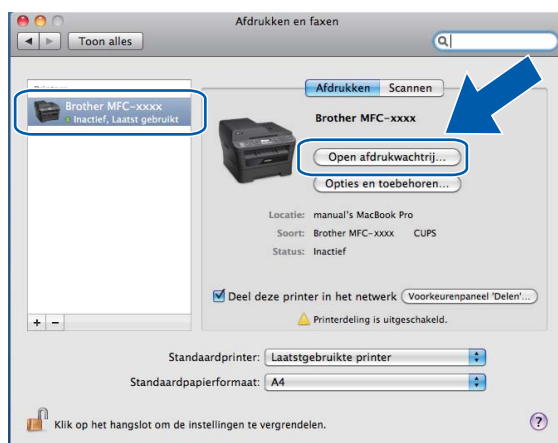 Afdrukken en faxen
Toon alles
Printers
Brother MFC-xxxx
Inactief, Laatst gebruikt
Afdrukken Scannen
Brother MFC-xxxx
Open afdrukwachtrij...
Opties en toebehoren...
Locatie: manual's MacBook Pro
Soort: Brother MFC-xxxx CUPS
Status: Inactief
Deel deze printer in het netwerk Voorkeurenpaneel 'Delen'...
Printerdeling is uitgeschakeld.
+ −
Standaardprinter: Laatstgebruikte printer
Standaardpapierformaat: A4
Klik op het hangslot om de instellingen te vergrendelen. ?